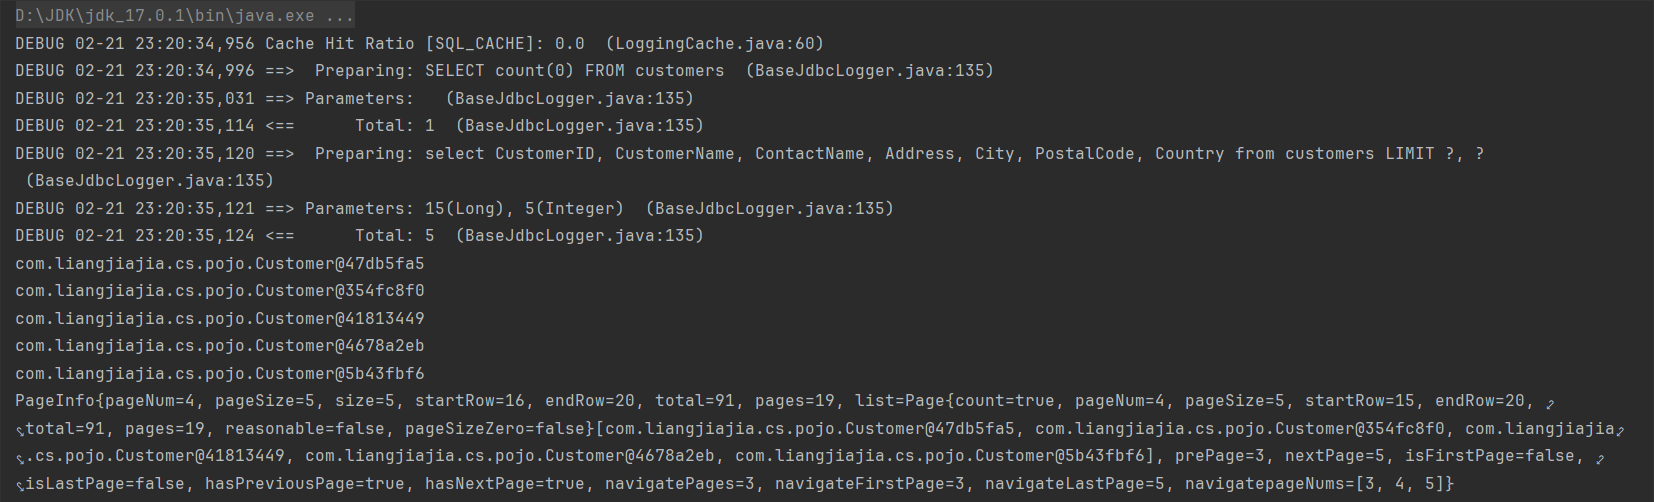 D:\JDK\jdk_17.0.1\bin\java.exe ...
DEBUG 02-21 23:20:34,956 Cache Hit Ratio [SQL_CACHE]: 0.0  (LoggingCache.java:60)
DEBUG 02-21 23:20:34,996 ==>  Preparing: SELECT count(0) FROM customers  (BaseJdbcLogger.java:135)
DEBUG 02-21 23:20:35,031 ==> Parameters:   (BaseJdbcLogger.java:135)
DEBUG 02-21 23:20:35,114 <==      Total: 1  (BaseJdbcLogger.java:135)
DEBUG 02-21 23:20:35,120 ==>  Preparing: select CustomerID, CustomerName, ContactName, Address, City, PostalCode, Country from customers LIMIT ?, ?
 (BaseJdbcLogger.java:135)
DEBUG 02-21 23:20:35,121 ==> Parameters: 15(Long), 5(Integer)  (BaseJdbcLogger.java:135)
DEBUG 02-21 23:20:35,124 <==      Total: 5  (BaseJdbcLogger.java:135)
com.liangjiajia.cs.pojo.Customer@47db5fa5
com.liangjiajia.cs.pojo.Customer@354fc8f0
com.liangjiajia.cs.pojo.Customer@41813449
com.liangjiajia.cs.pojo.Customer@4678a2eb
com.liangjiajia.cs.pojo.Customer@5b43fbf6
PageInfo{pageNum=4, pageSize=5, size=5, startRow=16, endRow=20, total=91, pages=19, list=Page{count=true, pageNum=4, pageSize=5, startRow=15, endRow=20,
total=91, pages=19, reasonable=false, pageSizeZero=false}[com.liangjiajia.cs.pojo.Customer@47db5fa5, com.liangjiajia.cs.pojo.Customer@354fc8f0, com.liangjiajia
.cs.pojo.Customer@41813449, com.liangjiajia.cs.pojo.Customer@4678a2eb, com.liangjiajia.cs.pojo.Customer@5b43fbf6], prePage=3, nextPage=5, isFirstPage=false,
isLastPage=false, hasPreviousPage=true, hasNextPage=true, navigatePages=3, navigateFirstPage=3, navigateLastPage=5, navigatepageNums=[3, 4, 5]}